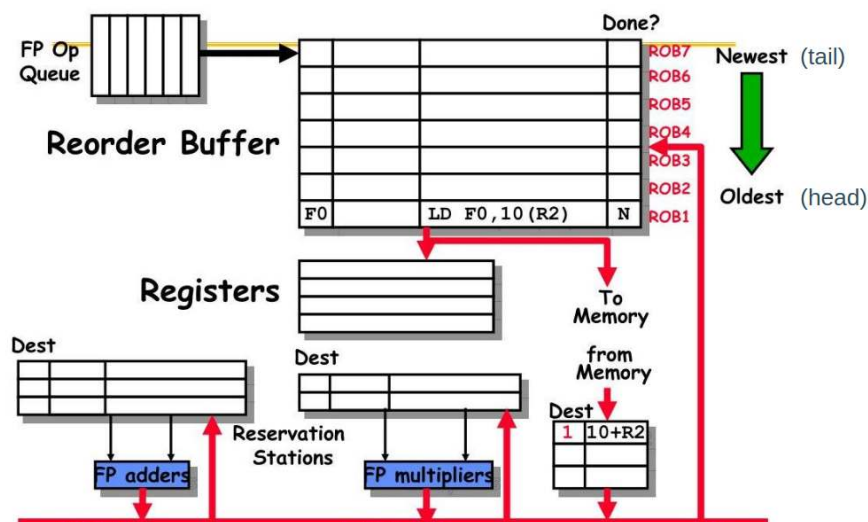 Done?
FP Op
Queue
ROB7
Newest (tail)
ROB6
ROB5
Reorder Buffer
ROB4
ROB3
ROB2
Oldest (head)
F0 LD F0,10(R2) N ROB1
Registers
To
Memory
Dest
Dest
from
Memory
Dest
1 10+R2
Reservation
Stations
FP adders
FP multipliers